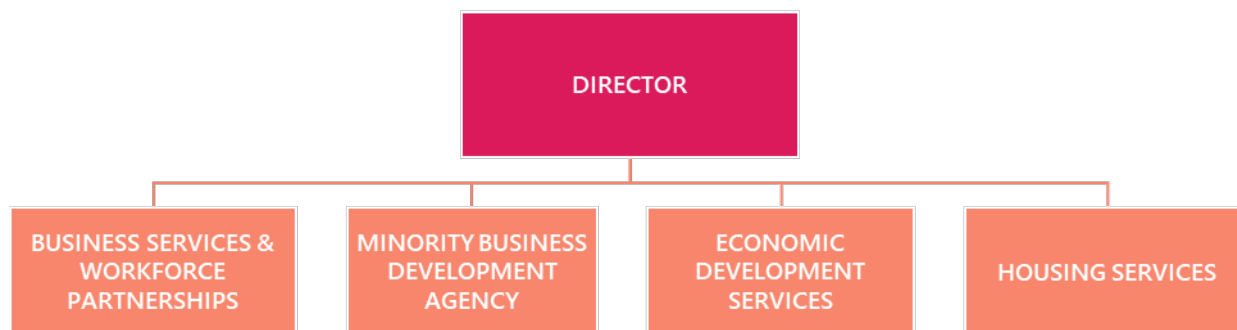 DIRECTOR
BUSINESS SERVICES &
WORKFORCE
PARTNERSHIPS
MINORITY BUSINESS
DEVELOPMENT
AGENCY
ECONOMIC
DEVELOPMENT
SERVICES
HOUSING SERVICES